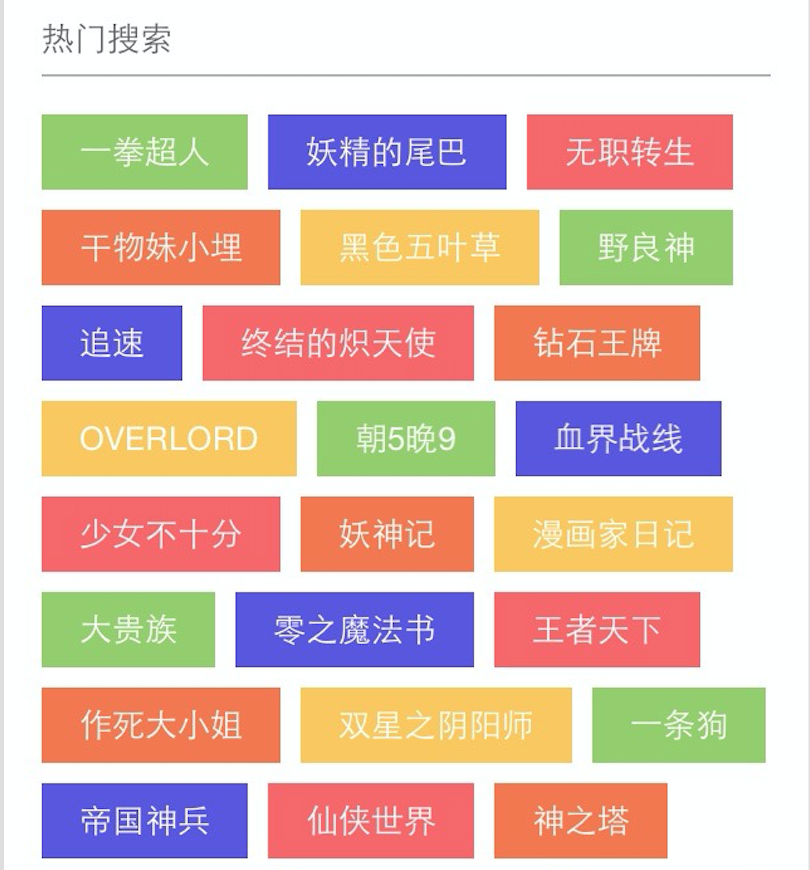 热门搜索
一拳超人 妖精的尾巴 无职转生
干物妹小埋 黑色五叶草 野良神
追速 终结的炽天使 钻石王牌
OVERLORD 朝5晚9 血界战线
少女不十分 妖神记 漫画家日记
大贵族 零之魔法书 王者天下
作死大小姐 双星之阴阳师 一条狗
帝国神兵 仙侠世界 神之塔